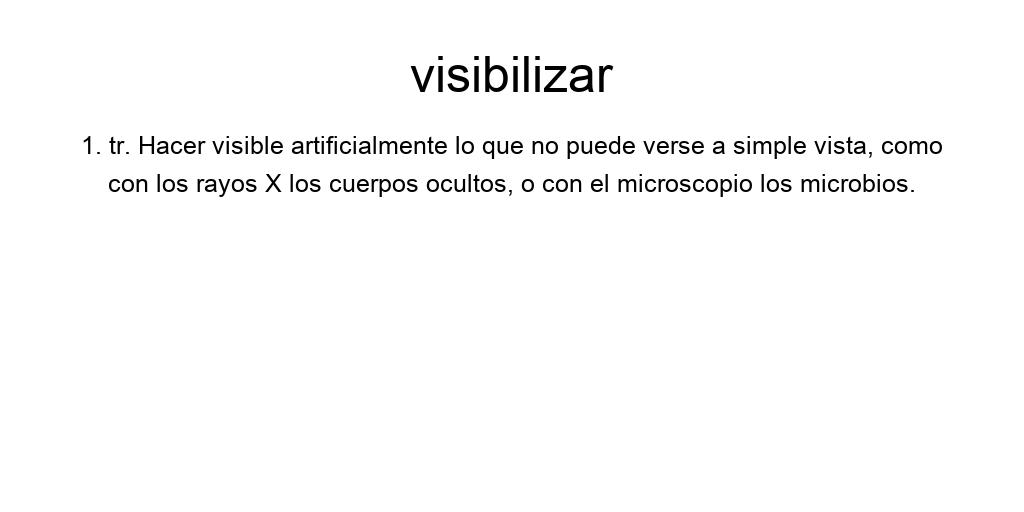 visibilizar
1. tr. Hacer visible artificialmente lo que no puede verse a simple vista, como
con los rayos X los cuerpos ocultos, o con el microscopio los microbios.